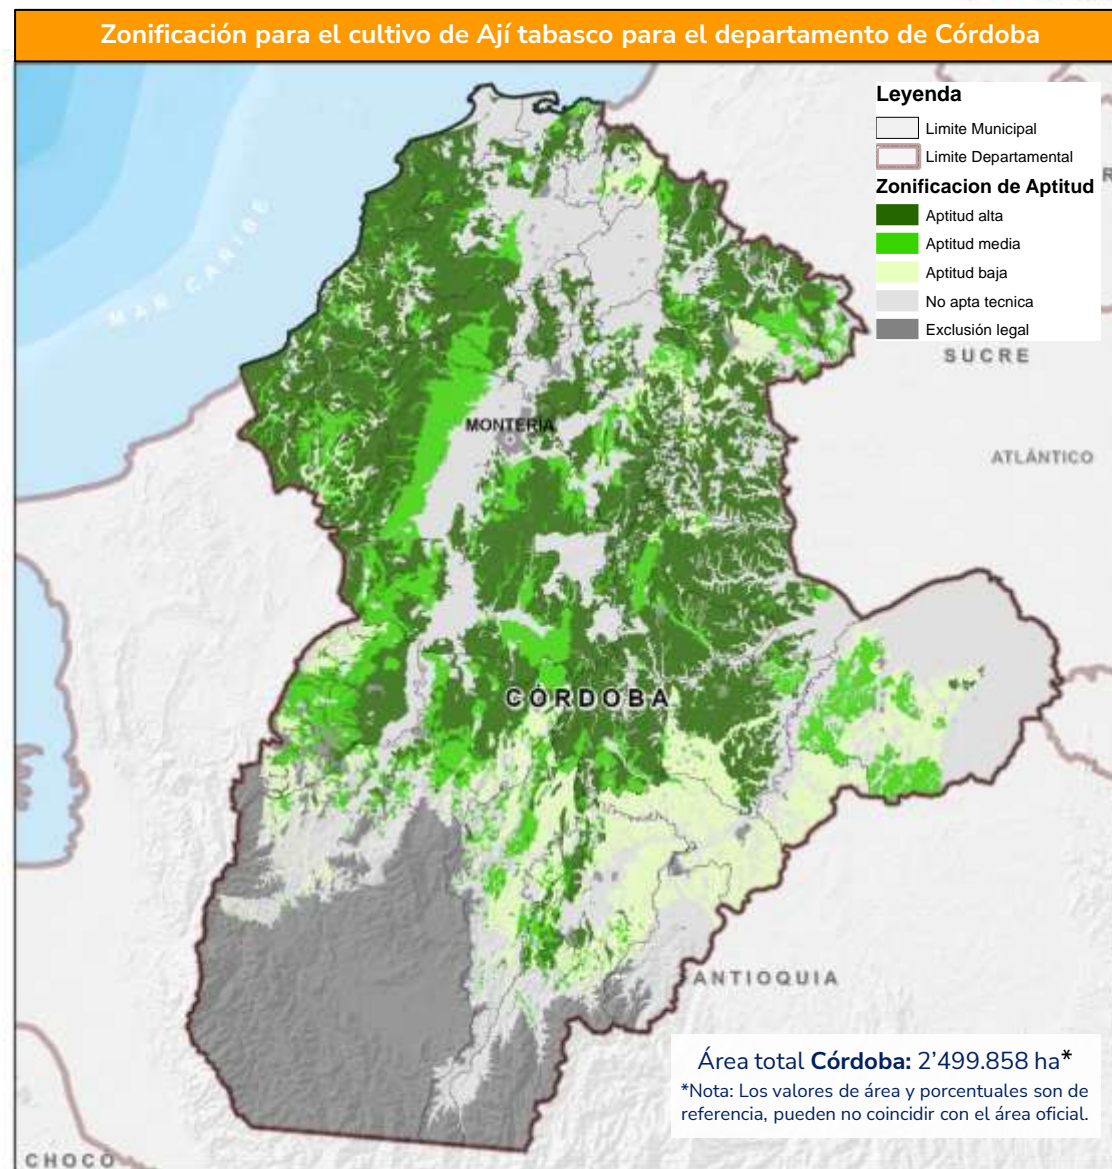 Zonificación para el cultivo de Ají tabasco para el departamento de Córdoba
Leyenda
Limite Municipal
Limite Departamental
Zonificacion de Aptitud
Aptitud alta
Aptitud media
Aptitud baja
No apta tecnica
Exclusión legal
MAR CARIBE
R
SUCRE
MONTERÍA
ATLÁNTICO
CÓRDOBA
ANTIOQUIA
Área total Córdoba: 2’499.858 ha*
*Nota: Los valores de área y porcentuales son de
referencia, pueden no coincidir con el área oficial.
CHOCÓ